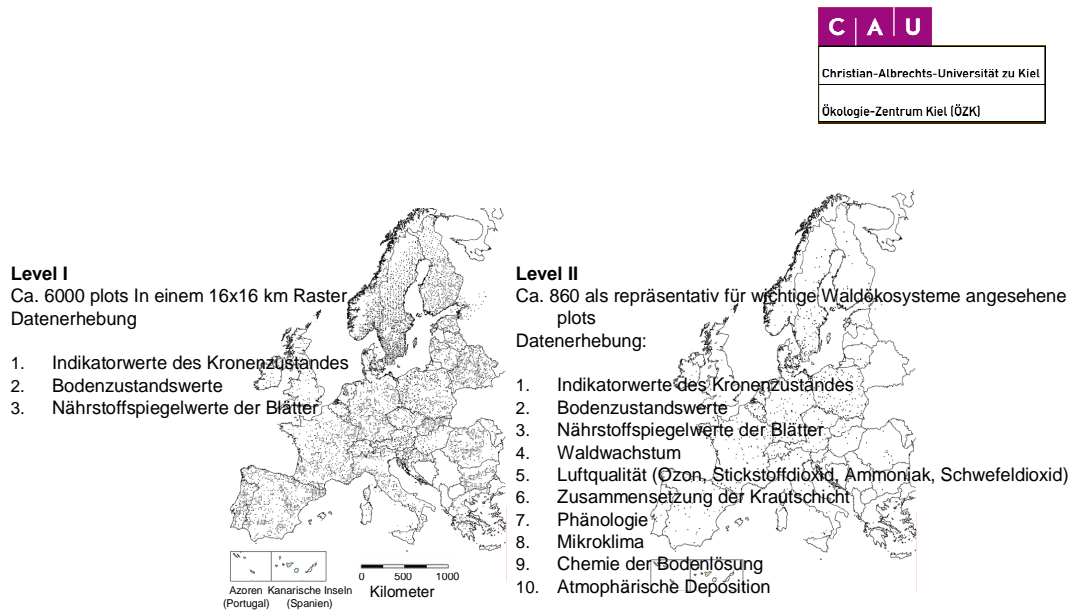 C A U
Christian-Albrechts-Universität zu Kiel
Ökologie-Zentrum Kiel (ÖZK)
Level I
Ca. 6000 plots In einem 16x16 km Raster
Datenerhebung
1. Indikatorwerte des Kronenzustandes
2. Bodenzustandswerte
3. Nährstoffspiegelwerte der Blätter
Azoren (Portugal)
Kanarische Inseln (Spanien)
0 500 1000
Kilometer
Level II
Ca. 860 als repräsentativ für wichtige Waldökosysteme angesehene
plots
Datenerhebung:
1. Indikatorwerte des Kronenzustandes
2. Bodenzustandswerte
3. Nährstoffspiegelwerte der Blätter
4. Waldwachstum
5. Luftqualität (Ozon, Stickstoffdioxid, Ammoniak, Schwefeldioxid)
6. Zusammensetzung der Krautschicht
7. Phänologie
8. Mikroklima
9. Chemie der Bodenlösung
10. Atmophärische Deposition